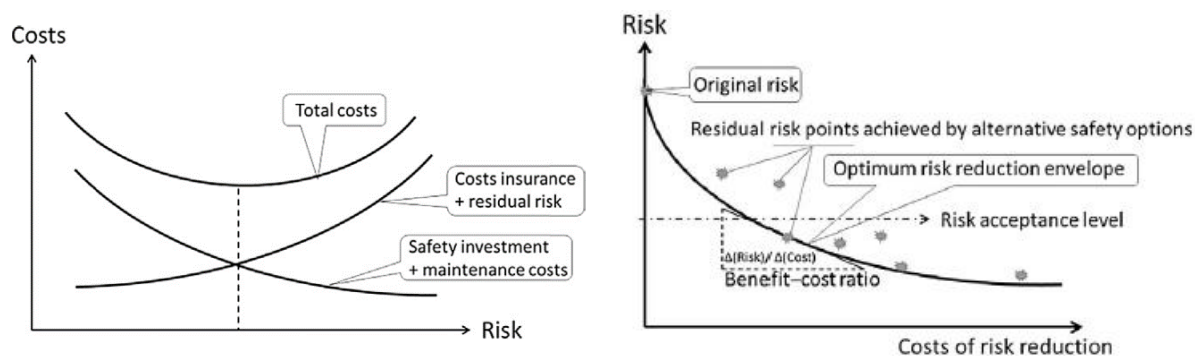 Costs
Total costs
Costs insurance
+ residual risk
Safety investment
+ maintenance costs
Risk
Risk
Original risk
Residual risk points achieved by alternative safety options
Optimum risk reduction envelope
Risk acceptance level
Δ(Risk)/ Δ(Cost)
Benefit–cost ratio
Costs of risk reduction